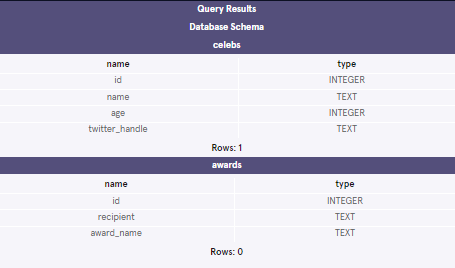 Query Results
Database Schema
celebs
name type
id INTEGER
name TEXT
age INTEGER
twitter_handle TEXT
Rows: 1
awards
name type
id INTEGER
recipient TEXT
award_name TEXT
Rows: 0